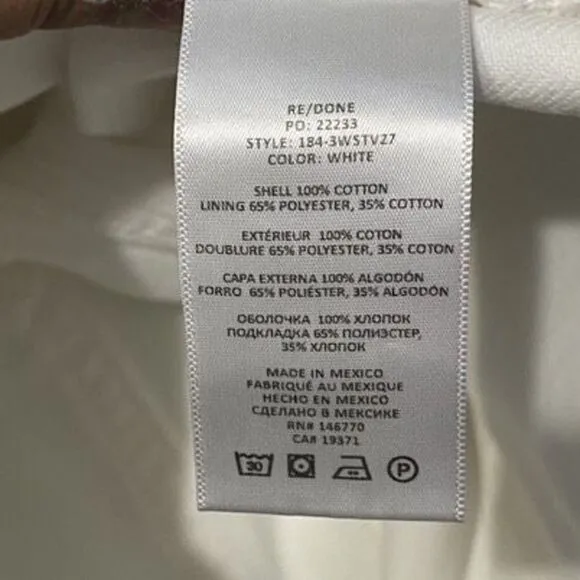 RE/DONE
PO: 22233
STYLE: 184-3WSTV27
COLOR: WHITE
SHELL 100% COTTON
LINING 65% POLYESTER, 35% COTTON
EXTÉRIEUR 100% COTON
DOUBLURE 65% POLYESTER, 35% COTON
CAPA EXTERNA 100% ALGODÓN
FORRO 65% POLIÉSTER, 35% ALGODÓN
ОБОЛОЧКА 100% ХЛОПОК
ПОДКЛАДКА 65% ПОЛИЭСТЕР,
35% ХЛОПОК
MADE IN MEXICO
FABRIQUÉ AU MEXIQUE
HECHO EN MEXICO
СДЕЛАНО В МЕКСИКЕ
RN# 146770
CA# 19371
30 P